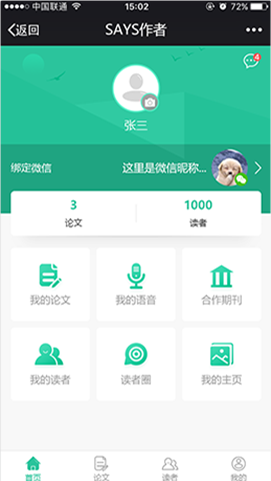 中国联通 15:02 72%
返回 SAYS作者
4
张三
绑定微信 这里是微信昵称...
3 1000
论文 读者
我的论文 我的语音 合作期刊
我的读者 读者圈 我的主页
首页 论文 读者 我的